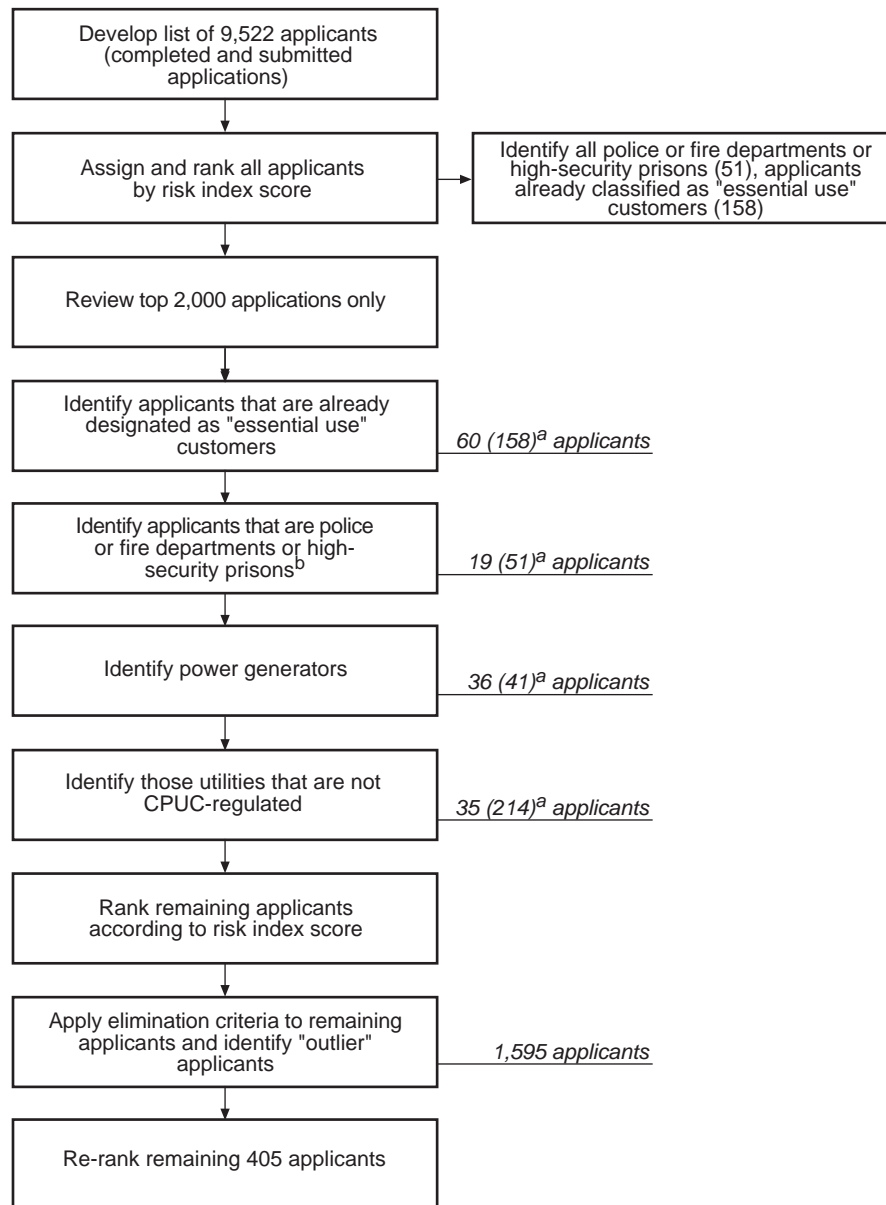 Develop list of 9,522 applicants
(completed and submitted
applications)
Assign and rank all applicants
by risk index score
Identify all police or fire departments or
high-security prisons (51), applicants
already classified as "essential use"
customers (158)
Review top 2,000 applications only
Identify applicants that are already
designated as "essential use"
customers
60 (158)a applicants
Identify applicants that are police
or fire departments or high-
security prisonsb
19 (51)a applicants
Identify power generators
36 (41)a applicants
Identify those utilities that are not
CPUC-regulated
35 (214)a applicants
Rank remaining applicants
according to risk index score
Apply elimination criteria to remaining
applicants and identify "outlier"
applicants
1,595 applicants
Re-rank remaining 405 applicants